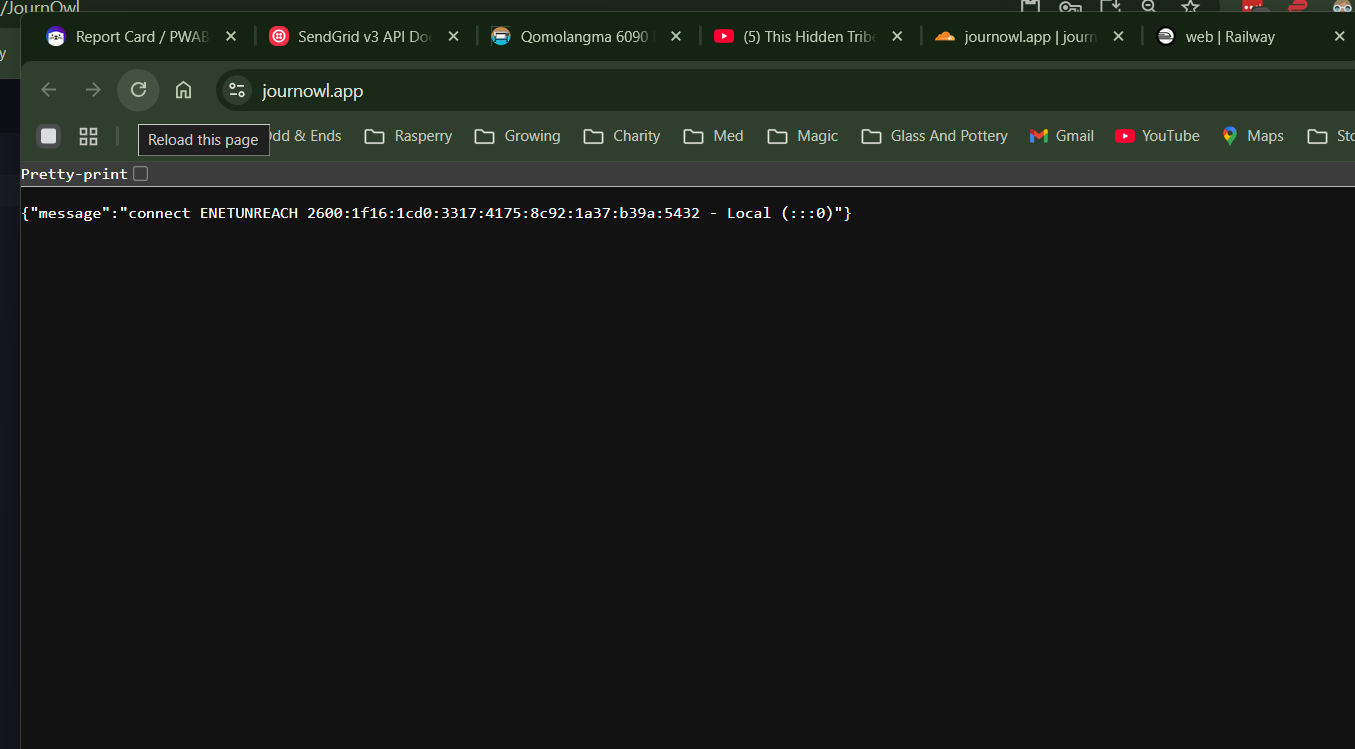 /JournOwl
Report Card / PWAB
SendGrid v3 API Do
Qomolangma 6090
(5) This Hidden Tribe
journowl.app | journ
web | Railway
y
journowl.app
Reload this page
Odd & Ends
Rasperry
Growing
Charity
Med
Magic
Glass And Pottery
Gmail
YouTube
Maps
Sto
Pretty-print
{"message":"connect ENETUNREACH 2600:1f16:1cd0:3317:4175:8c92:1a37:b39a:5432 - Local (:::0)"}